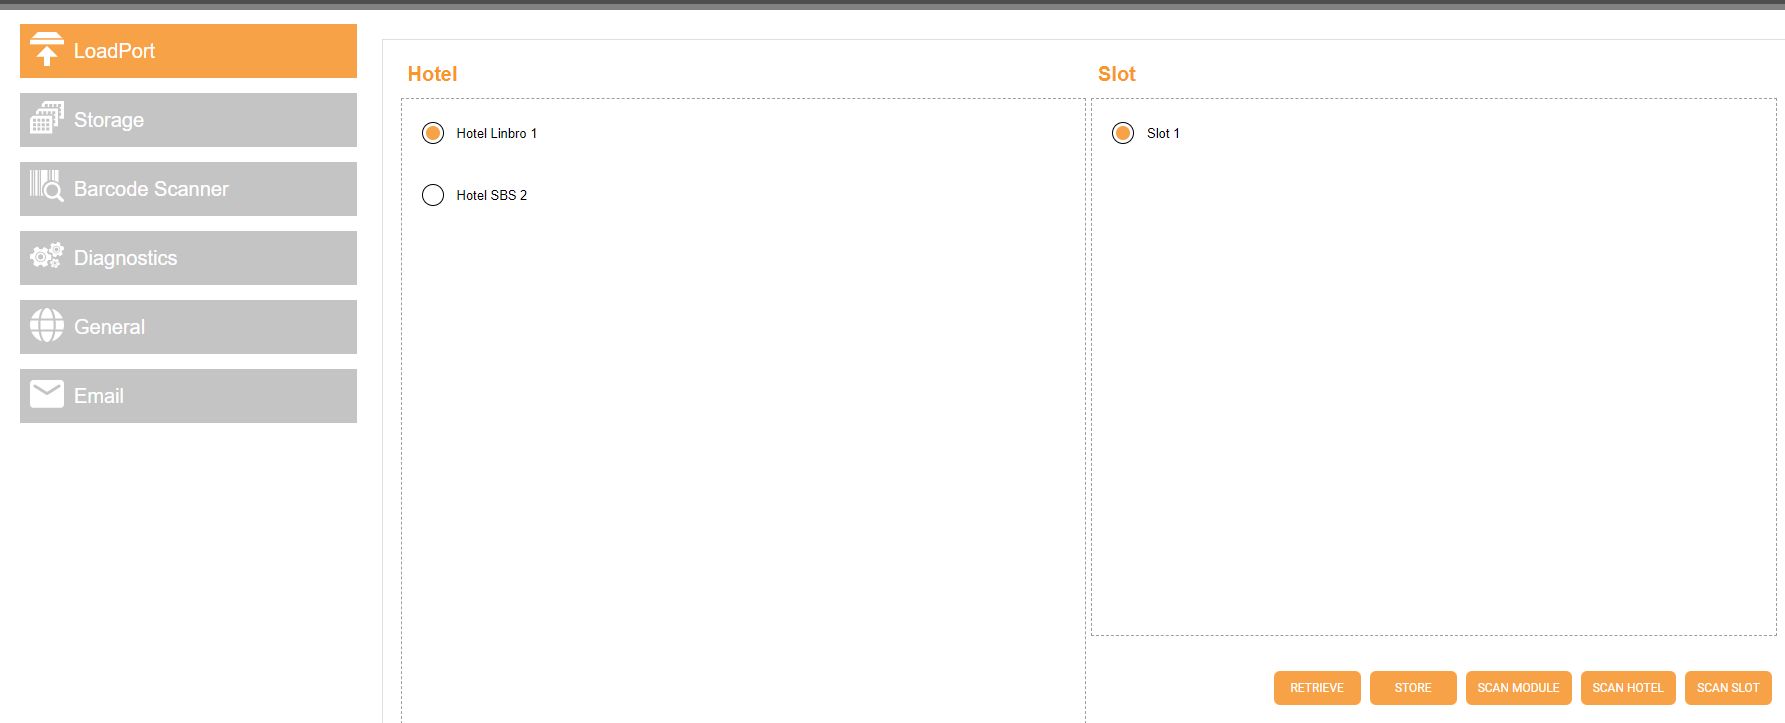 LoadPort
Storage
Barcode Scanner
Diagnostics
General
Email
Hotel
Hotel Linbro 1
Hotel SBS 2
Slot
Slot 1
RETRIEVE
STORE
SCAN MODULE
SCAN HOTEL
SCAN SLOT